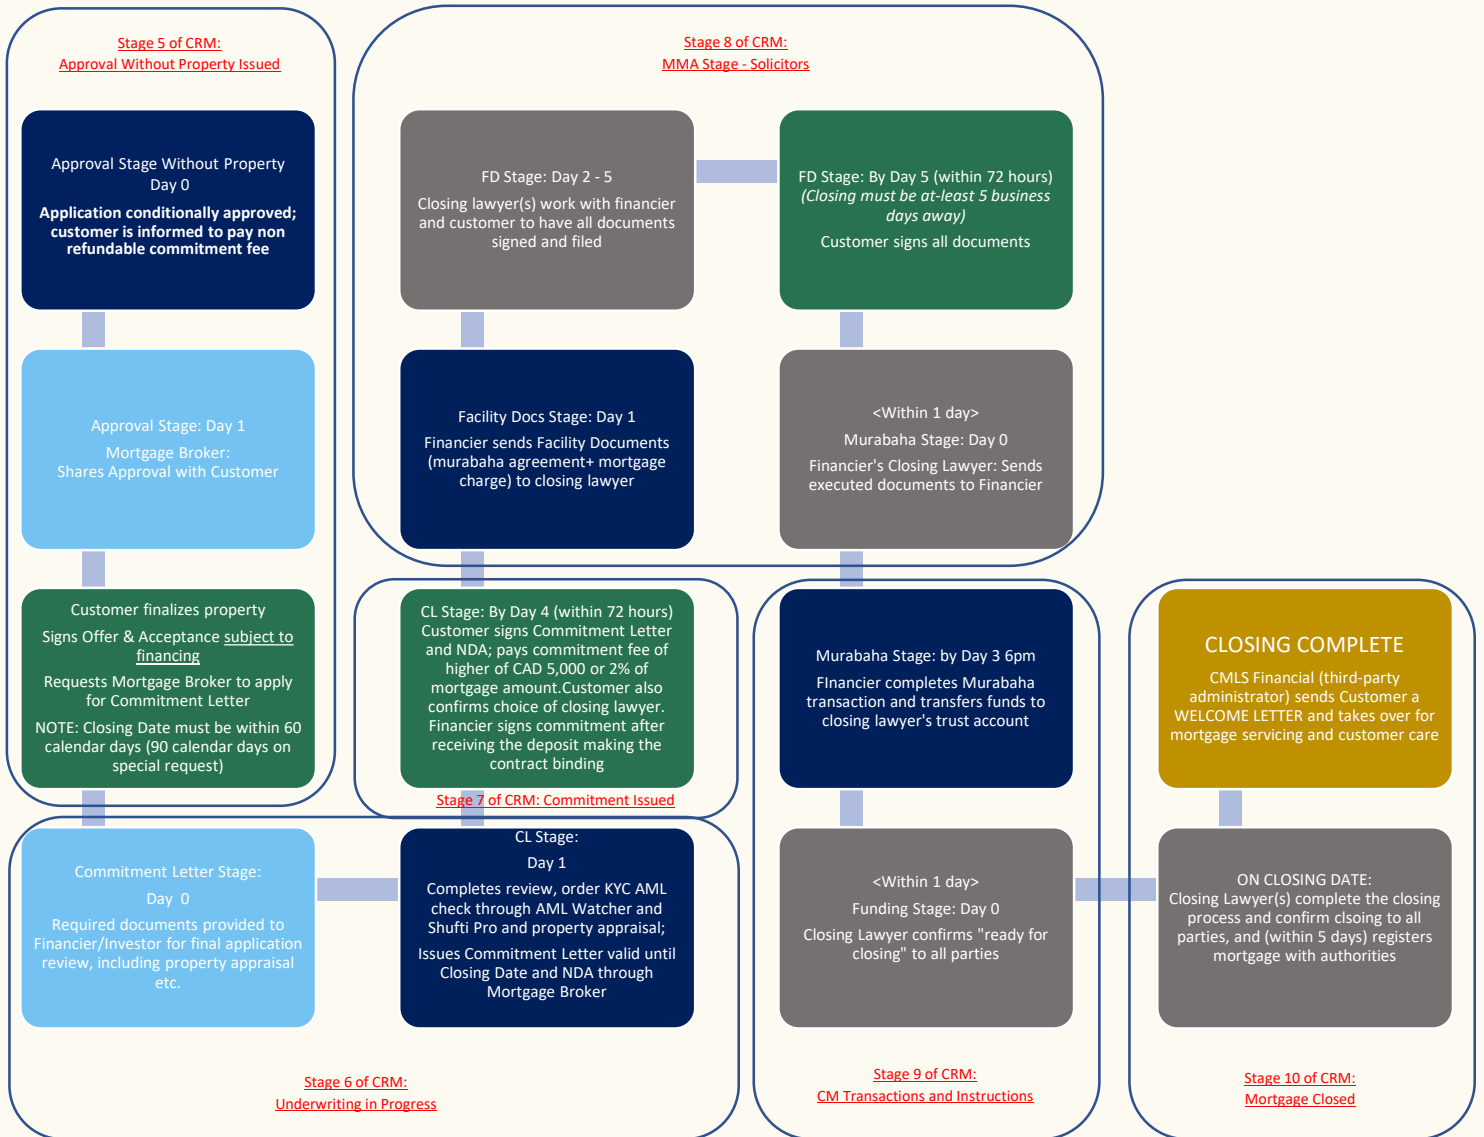 Stage 5 of CRM:
Approval Without Property Issued
Approval Stage Without Property
Day 0
Application conditionally approved;
customer is informed to pay non
refundable commitment fee
Approval Stage: Day 1
Mortgage Broker:
Shares Approval with Customer
Customer finalizes property
Signs Offer & Acceptance subject to
financing
Requests Mortgage Broker to apply
for Commitment Letter
NOTE: Closing Date must be within 60
calendar days (90 calendar days on
special request)
Commitment Letter Stage:
Day 0
Required documents provided to
Financier/Investor for final application
review, including property appraisal
etc.
CL Stage:
Day 1
Completes review, order KYC AML
check through AML Watcher and
Shufti Pro and property appraisal;
Issues Commitment Letter valid until
Closing Date and NDA through
Mortgage Broker
Stage 6 of CRM:
Underwriting in Progress
CL Stage: By Day 4 (within 72 hours)
Customer signs Commitment Letter
and NDA; pays commitment fee of
higher of CAD 5,000 or 2% of
mortgage amount.Customer also
confirms choice of closing lawyer.
Financier signs commitment after
receiving the deposit making the
contract binding
Stage 7 of CRM: Commitment Issued
Stage 8 of CRM:
MMA Stage - Solicitors
Facility Docs Stage: Day 1
Financier sends Facility Documents
(murabaha agreement+ mortgage
charge) to closing lawyer
FD Stage: Day 2 - 5
Closing lawyer(s) work with financier
and customer to have all documents
signed and filed
FD Stage: By Day 5 (within 72 hours)
(Closing must be at-least 5 business
days away)
Customer signs all documents
<Within 1 day>
Murabaha Stage: Day 0
Financier's Closing Lawyer: Sends
executed documents to Financier
Murabaha Stage: by Day 3 6pm
FInancier completes Murabaha
transaction and transfers funds to
closing lawyer's trust account
<Within 1 day>
Funding Stage: Day 0
Closing Lawyer confirms "ready for
closing" to all parties
Stage 9 of CRM:
CM Transactions and Instructions
ON CLOSING DATE:
Closing Lawyer(s) complete the closing
process and confirm clsoing to all
parties, and (within 5 days) registers
mortgage with authorities
CLOSING COMPLETE
CMLS Financial (third-party
administrator) sends Customer a
WELCOME LETTER and takes over for
mortgage servicing and customer care
Stage 10 of CRM:
Mortgage Closed